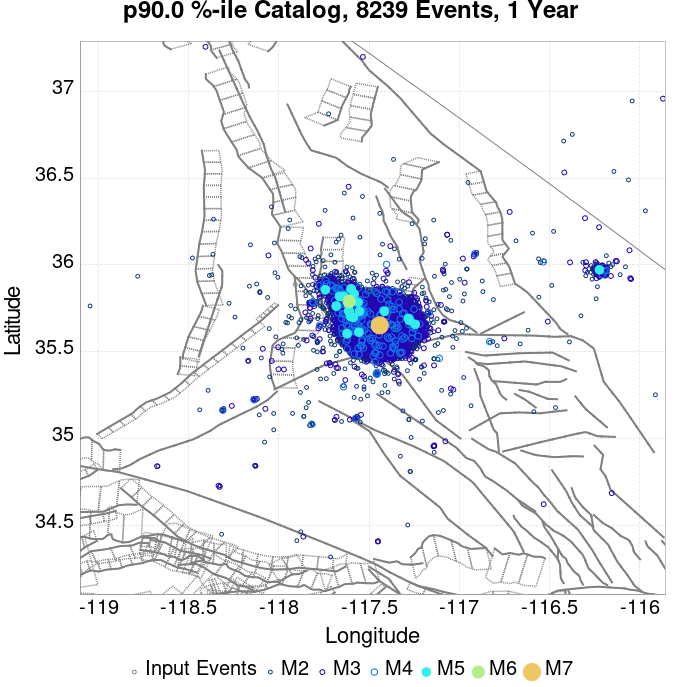 p90.0 %-ile Catalog, 8239 Events, 1 Year
37
36.5
36
35.5
35
34.5
Latitude
-119 -118.5 -118 -117.5 -117 -116.5 -116
Longitude
Input Events M2 M3 M4 M5 M6 M7